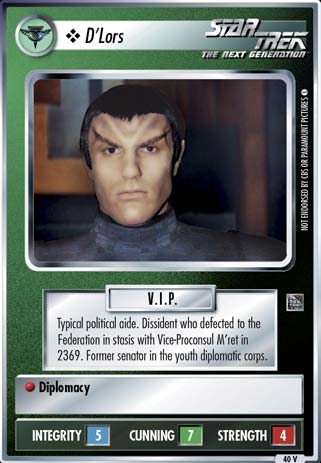 ❖ D'Lors
STAR TREK
THE NEXT GENERATION
NOT ENDORSED BY CBS OR PARAMOUNT PICTURES
V.I.P.
Typical political aide. Dissident who defected to the
Federation in stasis with Vice-Proconsul M'ret in
2369. Former senator in the youth diplomatic corps.
Diplomacy
INTEGRITY 5 CUNNING 7 STRENGTH 4
40 V